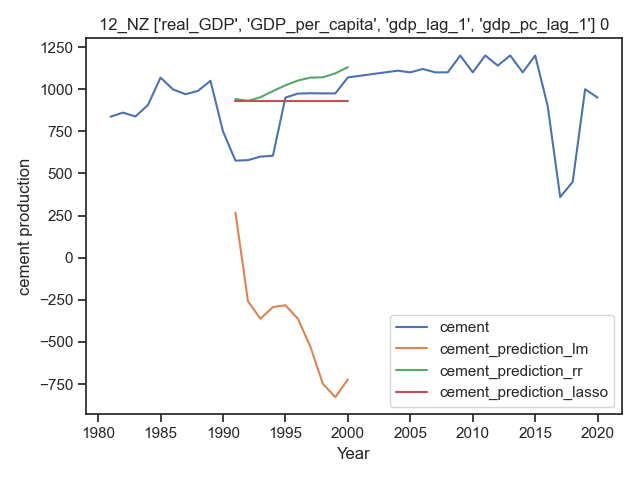 12_NZ ['real_GDP', 'GDP_per_capita', 'gdp_lag_1', 'gdp_pc_lag_1'] 0
1250
1000
750
500
250
0
−250
−500
−750
cement production
cement
cement_prediction_lm
cement_prediction_rr
cement_prediction_lasso
1980 1985 1990 1995 2000 2005 2010 2015 2020
Year